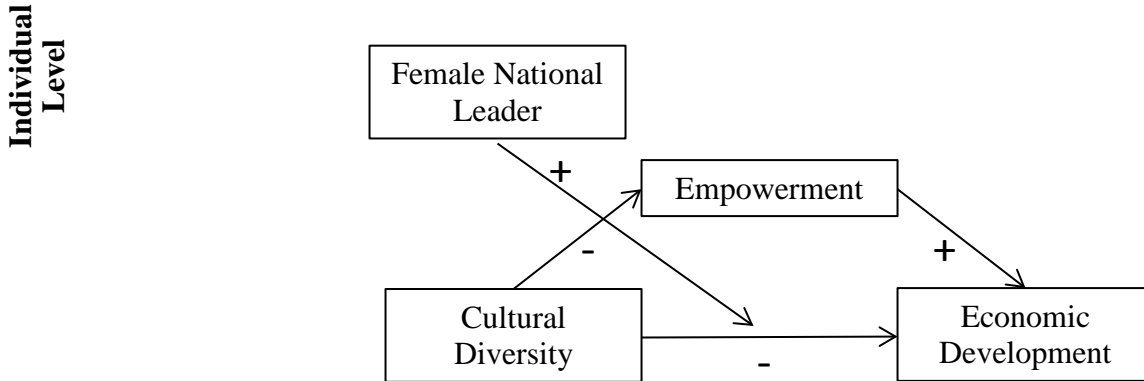 Individual
Level
Female National
Leader
+
Empowerment
-
+
Cultural
Diversity
Economic
Development
-